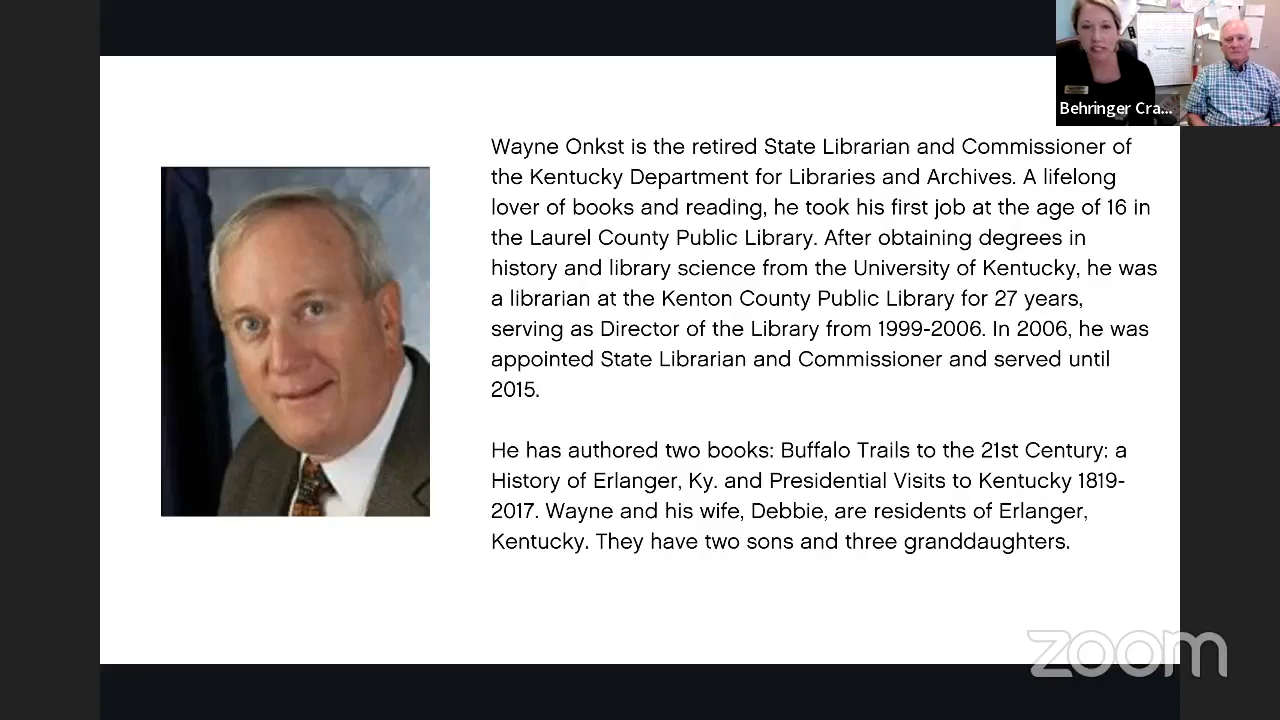 Behringer Cra...
Wayne Onkst is the retired State Librarian and Commissioner of
the Kentucky Department for Libraries and Archives. A lifelong
lover of books and reading, he took his first job at the age of 16 in
the Laurel County Public Library. After obtaining degrees in
history and library science from the University of Kentucky, he was
a librarian at the Kenton County Public Library for 27 years,
serving as Director of the Library from 1999-2006. In 2006, he was
appointed State Librarian and Commissioner and served until
2015.
He has authored two books: Buffalo Trails to the 21st Century: a
History of Erlanger, Ky. and Presidential Visits to Kentucky 1819-
2017. Wayne and his wife, Debbie, are residents of Erlanger,
Kentucky. They have two sons and three granddaughters.
zoom